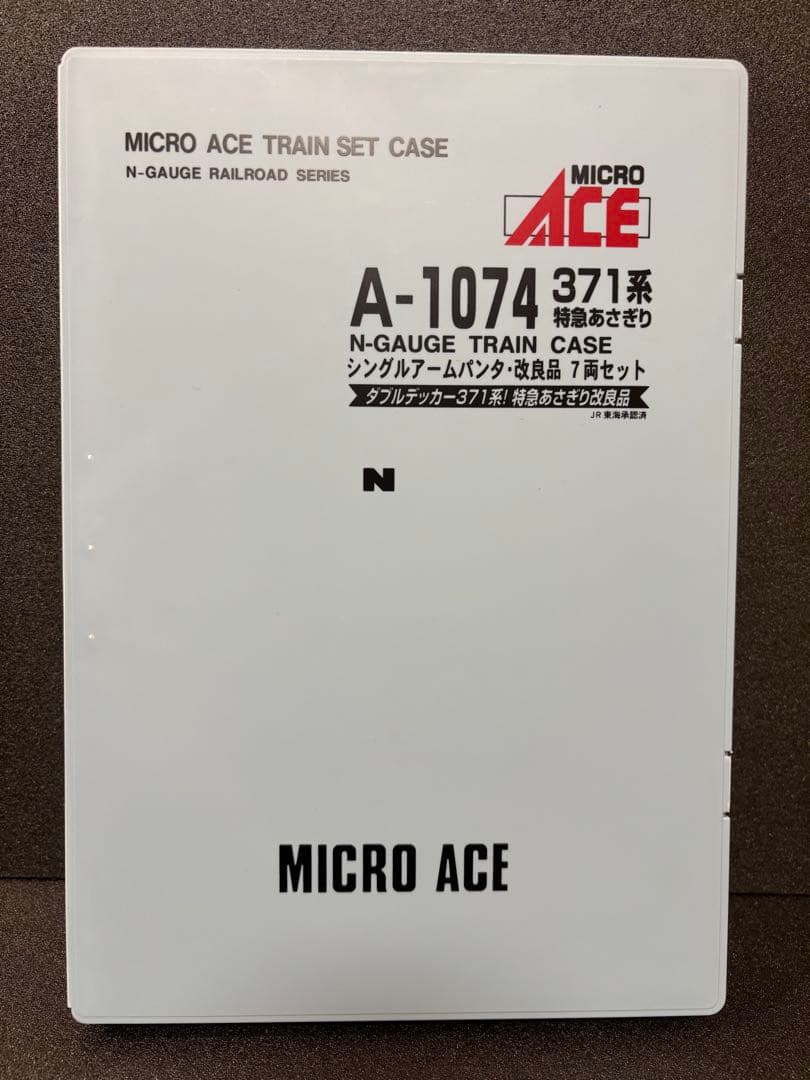 MICRO ACE TRAIN SET CASE
N-GAUGE RAILROAD SERIES
MICRO
ACE
A-1074 371系
特急あさぎり
N-GAUGE TRAIN CASE
シングルアームパンタ・改良品 7両セット
ダブルデッカー371系!特急あさぎり改良品
JR東海承認済
N
MICRO ACE